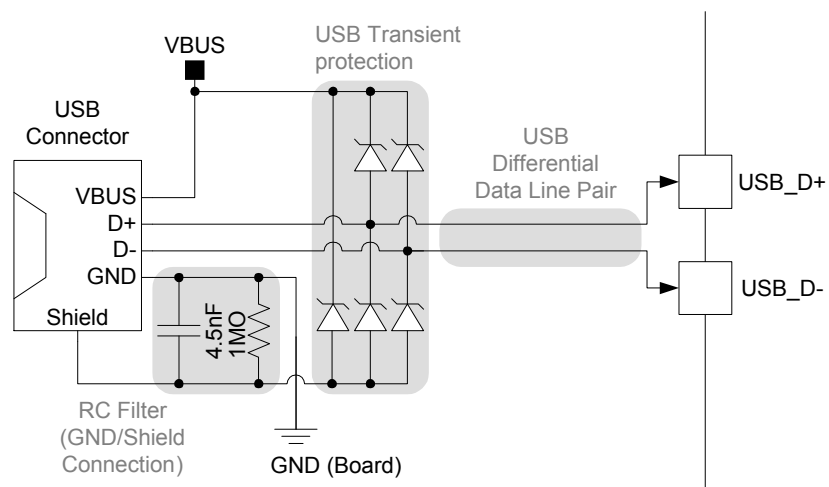 VBUS
USB Transient
protection
USB
Connector
VBUS
D+
D-
GND
Shield
USB
Differential
Data Line Pair
USB_D+
USB_D-
4.5nF
1MO
RC Filter
(GND/Shield
Connection)
GND (Board)